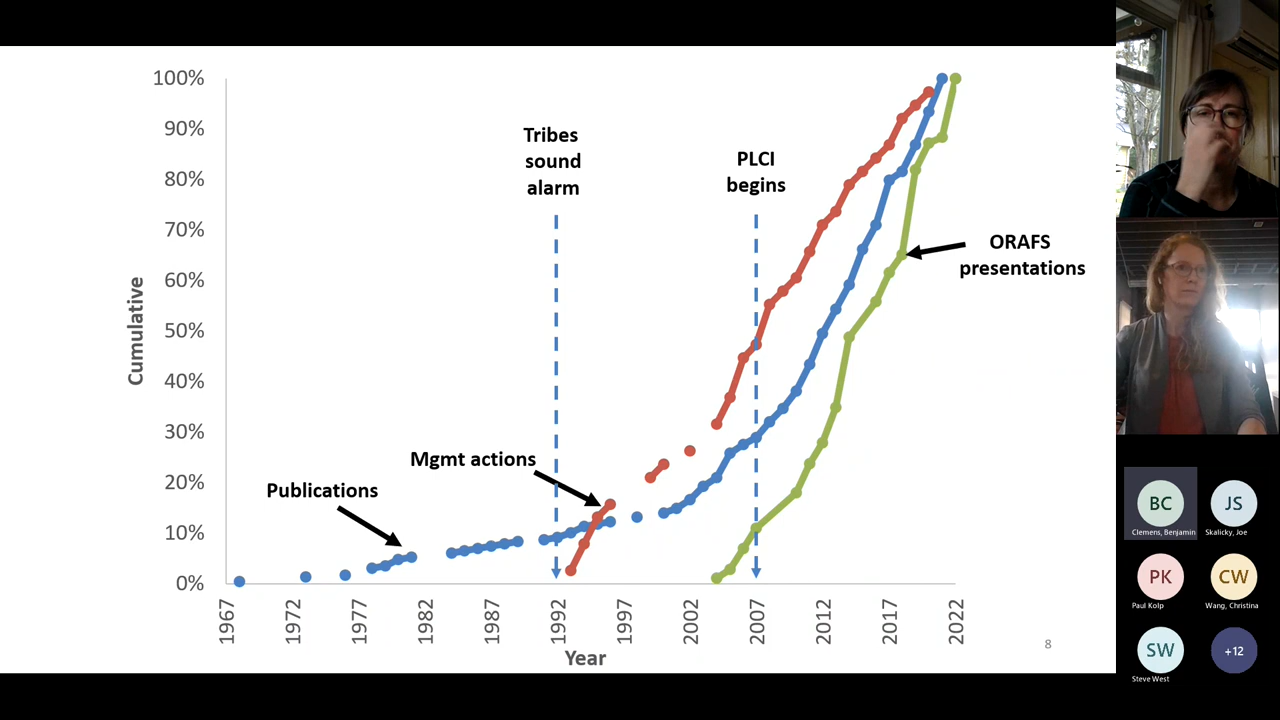 100%
90%
80%
70%
60%
50%
40%
30%
20%
10%
0%
Cumulative
Tribes
sound
alarm
PLCI
begins
ORAFS
presentations
Mgmt actions
Publications
1967
1972
1977
1982
1987
1992
1997
2002
2007
2012
2017
2022
Year
8
BC
Clemens, Benjamin
JS
Skalicky, Joe
PK
Paul Kolp
CW
Wang, Christina
SW
Steve West
+12